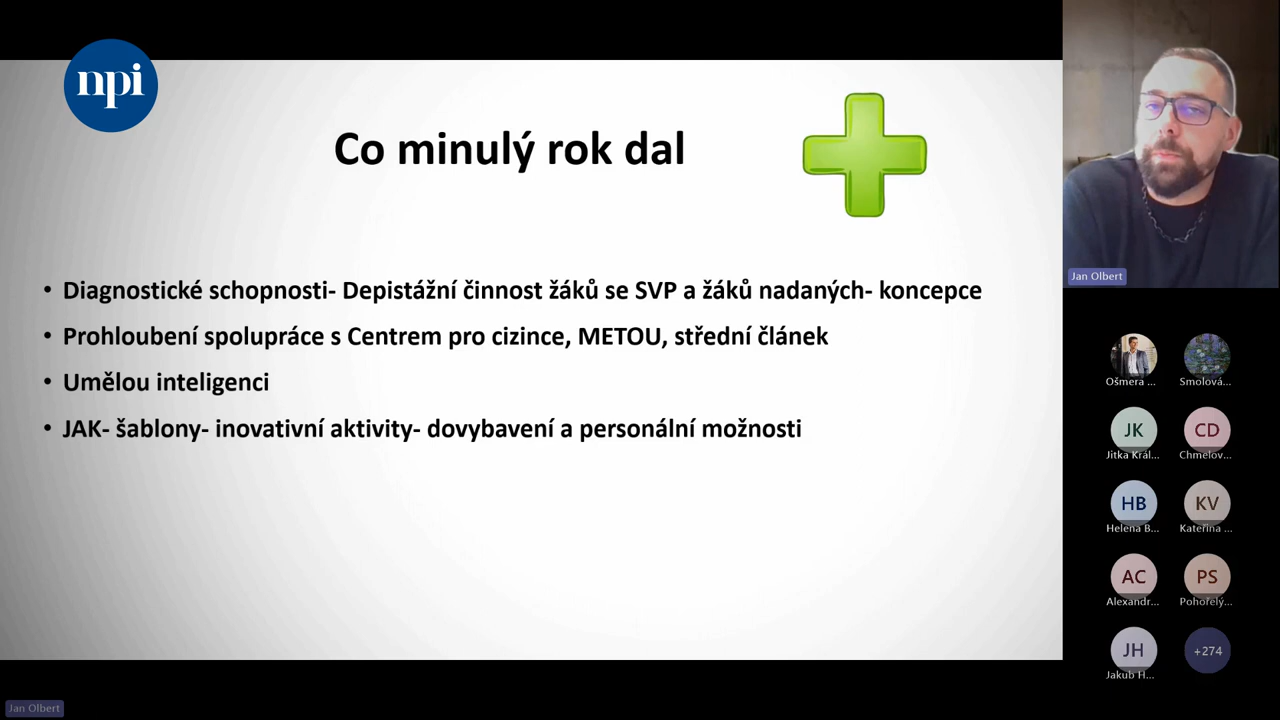 npi
Co minulý rok dal
• Diagnostické schopnosti- Depistážní činnost žáků se SVP a žáků nadaných- koncepce
• Prohloubení spolupráce s Centrem pro cizince, METOU, střední článek
• Umělou inteligenci
• JAK- šablony- inovativní aktivity- dovybavení a personální možnosti
Jan Olbert
Ošmera ...
Smolová...
JK
Jitka Král...
CD
Chmelov...
HB
Helena B...
KV
Kateřina ...
AC
Alexandr...
PS
Pohořelý...
JH
Jakub H...
+274
Jan Olbert